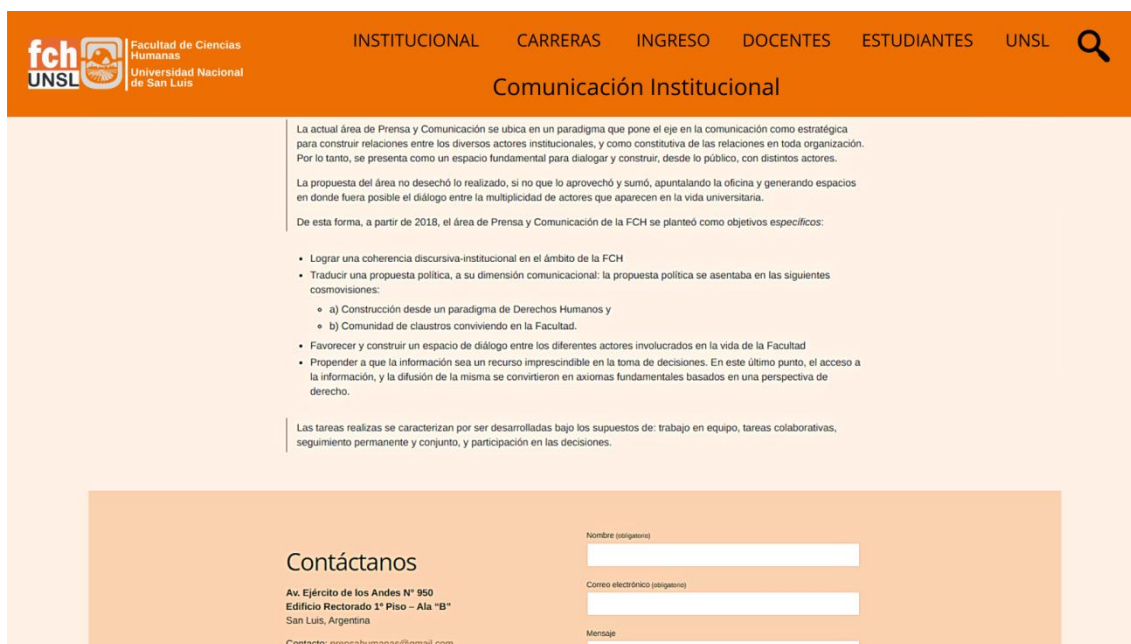 fch
UNSL
Facultad de Ciencias
Humanas
Universidad Nacional
de San Luis
INSTITUCIONAL CARRERAS INGRESO DOCENTES ESTUDIANTES UNSL
Comunicación Institucional
La actual área de Prensa y Comunicación se ubica en un paradigma que pone el eje en la comunicación como estratégica
para construir relaciones entre los diversos actores institucionales, y como constitutiva de las relaciones en toda organización.
Por lo tanto, se presenta como un espacio fundamental para dialogar y construir, desde lo público, con distintos actores.
La propuesta del área no desechó lo realizado, si no que lo aprovechó y sumó, apuntalando la oficina y generando espacios
en donde fuera posible el diálogo entre la multiplicidad de actores que aparecen en la vida universitaria.
De esta forma, a partir de 2018, el área de Prensa y Comunicación de la FCH se planteó como objetivos específicos:
• Lograr una coherencia discursiva-institucional en el ámbito de la FCH
• Traducir una propuesta política, a su dimensión comunicacional: la propuesta política se asentaba en las siguientes
cosmovisiones:
a) Construcción desde un paradigma de Derechos Humanos y
b) Comunidad de claustros conviviendo en la Facultad.
• Favorecer y construir un espacio de diálogo entre los diferentes actores involucrados en la vida de la Facultad
• Propender a que la información sea un recurso imprescindible en la toma de decisiones. En este último punto, el acceso a
la información, y la difusión de la misma se convirtieron en axiomas fundamentales basados en una perspectiva de
derecho.
Las tareas realizas se caracterizan por ser desarrolladas bajo los supuestos de: trabajo en equipo, tareas colaborativas,
seguimiento permanente y conjunto, y participación en las decisiones.
Contáctanos
Av. Ejército de los Andes N° 950
Edificio Rectorado 1º Piso – Ala “B”
San Luis, Argentina
Contacto: prensahumanas@gmail.com
Nombre (obligatorio)
Correo electrónico (obligatorio)
Mensaje